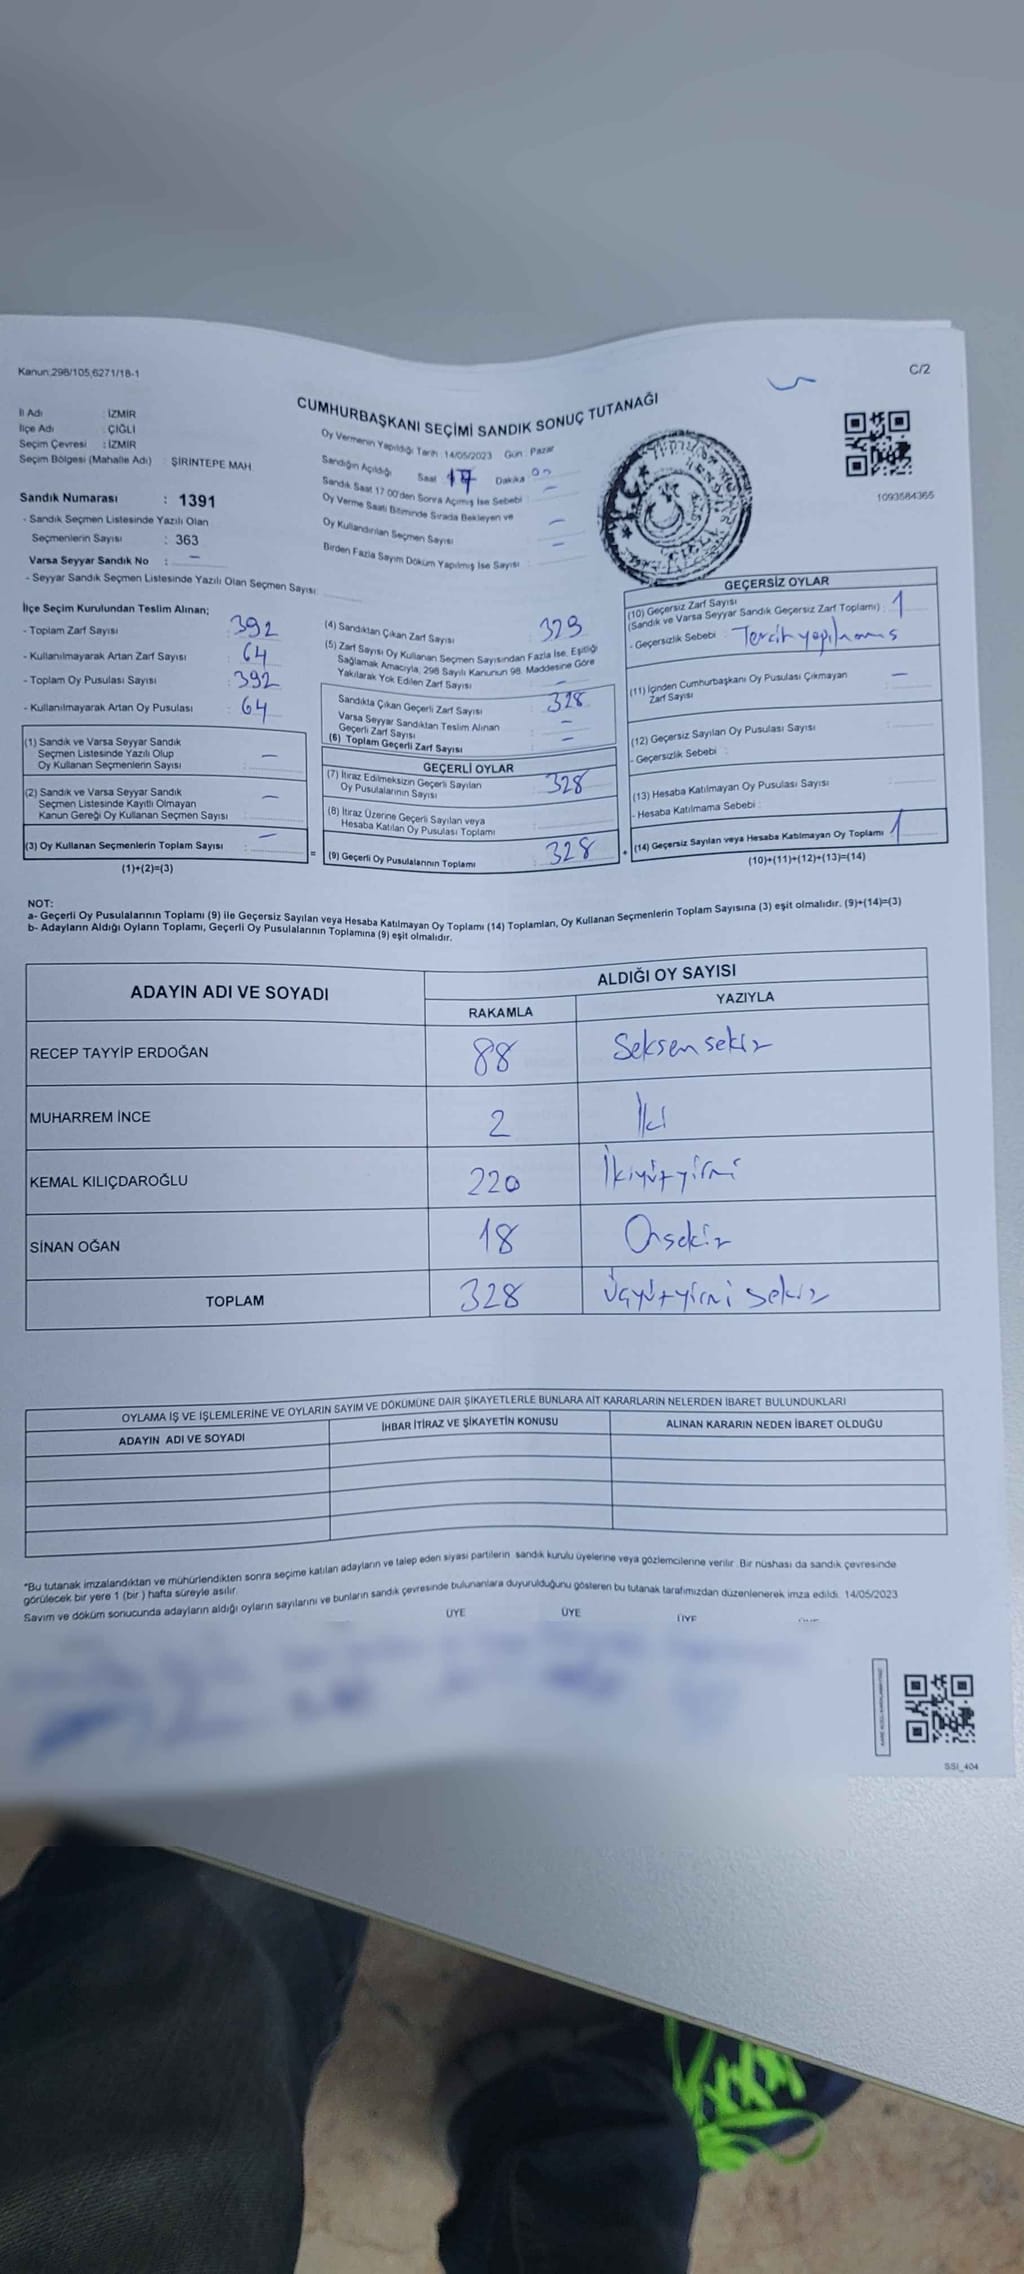 Kanun:298/105,6271/18-1
C/2
CUMHURBAŞKANI SEÇİMİ SANDIK SONUÇ TUTANAĞI
İl Adı : İZMİR
İlçe Adı : ÇİĞLİ
Seçim Çevresi : İZMİR
Seçim Bölgesi (Mahalle Adı) : ŞİRİNTEPE MAH.
Sandık Numarası : 1391
- Sandık Seçmen Listesinde Yazılı Olan
Seçmenlerin Sayısı : 363
Varsa Seyyar Sandık No : —
- Seyyar Sandık Seçmen Listesinde Yazılı Olan Seçmen Sayısı:
Oy Vermenin Yapıldığı Tarih: 14/05/2023 Gün : Pazar
Sandığın Açıldığı Saat 17 Dakika : 00
Sandık Saat 17.00'den Sonra Açılmış İse Sebebi : —
Oy Verme Saati Bitiminde Sırada Bekleyen ve
Oy Kullandırılan Seçmen Sayısı : —
Birden Fazla Sayım Döküm Yapılmış İse Sayısı : —
1093584365
İlçe Seçim Kurulundan Teslim Alınan;
- Toplam Zarf Sayısı : 392
- Kullanılmayarak Artan Zarf Sayısı : 64
- Toplam Oy Pusulası Sayısı : 392
- Kullanılmayarak Artan Oy Pusulası : 64
(1) Sandık ve Varsa Seyyar Sandık
Seçmen Listesinde Yazılı Olup
Oy Kullanan Seçmenlerin Sayısı : —
(2) Sandık ve Varsa Seyyar Sandık
Seçmen Listesinde Kayıtlı Olmayan
Kanun Gereği Oy Kullanan Seçmen Sayısı : —
(3) Oy Kullanan Seçmenlerin Toplam Sayısı : —
(1)+(2)=(3)
=
(4) Sandıktan Çıkan Zarf Sayısı : 329
(5) Zarf Sayısı Oy Kullanan Seçmen Sayısından Fazla İse, Eşitliği
Sağlamak Amacıyla, 298 Sayılı Kanunun 98. Maddesine Göre
Yakılarak Yok Edilen Zarf Sayısı : —
Sandıkta Çıkan Geçerli Zarf Sayısı : 328
Varsa Seyyar Sandıktan Teslim Alınan
Geçerli Zarf Sayısı : —
(6) Toplam Geçerli Zarf Sayısı : —
GEÇERLİ OYLAR
(7) İtiraz Edilmeksizin Geçerli Sayılan
Oy Pusulalarının Sayısı : 328
(8) İtiraz Üzerine Geçerli Sayılan veya
Hesaba Katılan Oy Pusulası Toplamı :
(9) Geçerli Oy Pusulalarının Toplamı : 328
+
GEÇERSİZ OYLAR
(10) Geçersiz Zarf Sayısı
(Sandık ve Varsa Seyyar Sandık Geçersiz Zarf Toplamı) : 1
- Geçersizlik Sebebi : Tercih yapılmamış
(11) İçinden Cumhurbaşkanı Oy Pusulası Çıkmayan
Zarf Sayısı : —
(12) Geçersiz Sayılan Oy Pusulası Sayısı :
- Geçersizlik Sebebi :
(13) Hesaba Katılmayan Oy Pusulası Sayısı :
- Hesaba Katılmama Sebebi :
(14) Geçersiz Sayılan veya Hesaba Katılmayan Oy Toplamı : 1
(10)+(11)+(12)+(13)=(14)
NOT:
a- Geçerli Oy Pusulalarının Toplamı (9) ile Geçersiz Sayılan veya Hesaba Katılmayan Oy Toplamı (14) Toplamları, Oy Kullanan Seçmenlerin Toplam Sayısına (3) eşit olmalıdır. (9)+(14)=(3)
b- Adayların Aldığı Oyların Toplamı, Geçerli Oy Pusulalarının Toplamına (9) eşit olmalıdır.
ADAYIN ADI VE SOYADI
ALDIĞI OY SAYISI
RAKAMLA YAZIYLA
RECEP TAYYİP ERDOĞAN 88 Seksen sekiz
MUHARREM İNCE 2 İki
KEMAL KILIÇDAROĞLU 220 İkiyüzyirmi
SİNAN OĞAN 18 Onsekiz
TOPLAM 328 Üçyüzyirmi sekiz
OYLAMA İŞ VE İŞLEMLERİNE VE OYLARIN SAYIM VE DÖKÜMÜNE DAİR ŞİKAYETLERLE BUNLARA AİT KARARLARIN NELERDEN İBARET BULUNDUKLARI
ADAYIN ADI VE SOYADI İHBAR İTİRAZ VE ŞİKAYETİN KONUSU ALINAN KARARIN NEDEN İBARET OLDUĞU
*Bu tutanak imzalandıktan ve mühürlendikten sonra seçime katılan adayların ve talep eden siyasi partilerin sandık kurulu üyelerine veya gözlemcilerine verilir. Bir nüshası da sandık çevresinde
görülecek bir yere 1 (bir) hafta süreyle asılır.
Sayım ve döküm sonucunda adayların aldığı oyların sayılarını ve bunların sandık çevresinde bulunanlara duyurulduğunu gösteren bu tutanak tarafımızdan düzenlenerek imza edildi. 14/05/2023
ÜYE ÜYE ÜYE
SSI_404